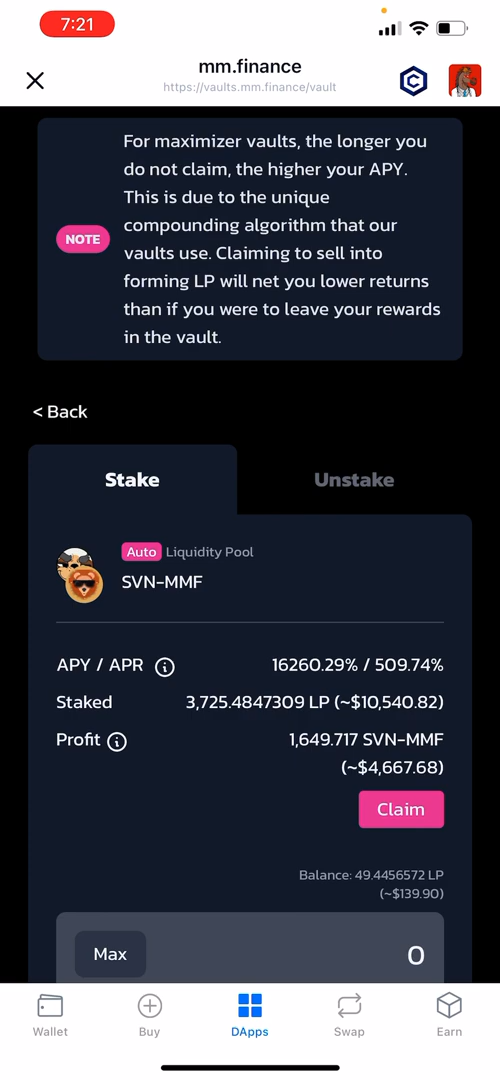 7:21
mm.finance
https://vaults.mm.finance/vault
For maximizer vaults, the longer you
do not claim, the higher your APY.
This is due to the unique
compounding algorithm that our
NOTE
vaults use. Claiming to sell into
forming LP will net you lower returns
than if you were to leave your rewards
in the vault.
< Back
Stake
Unstake
Auto Liquidity Pool
SVN-MMF
APY / APR 16260.29% / 509.74%
Staked 3,725.4847309 LP (~$10,540.82)
Profit 1,649.717 SVN-MMF
(~$4,667.68)
Claim
Balance: 49.4456572 LP
(~$139.90)
Max 0
Wallet Buy DApps Swap Earn